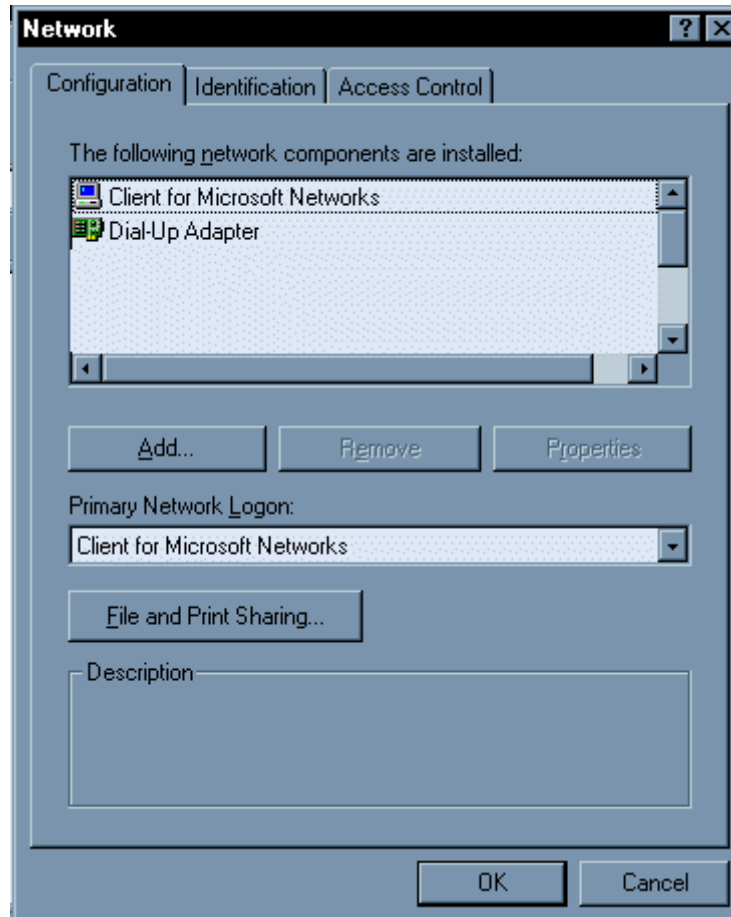 Network
Configuration Identification Access Control
The following network components are installed:
Client for Microsoft Networks
Dial-Up Adapter
Add... Remove Properties
Primary Network Logon:
Client for Microsoft Networks
File and Print Sharing...
Description
OK Cancel